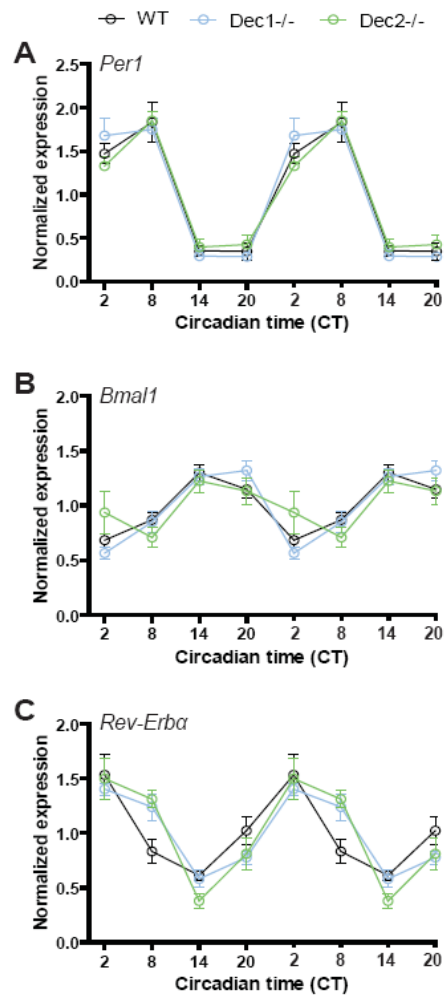 WT Dec1-/- Dec2-/-
A
Per1
Normalized expression
2.5
2.0
1.5
1.0
0.5
0.0
2 8 14 20 2 8 14 20
Circadian time (CT)
B
Bmal1
Normalized expression
2.0
1.5
1.0
0.5
0.0
2 8 14 20 2 8 14 20
Circadian time (CT)
C
Rev-Erbα
Normalized expression
2.0
1.5
1.0
0.5
0.0
2 8 14 20 2 8 14 20
Circadian time (CT)